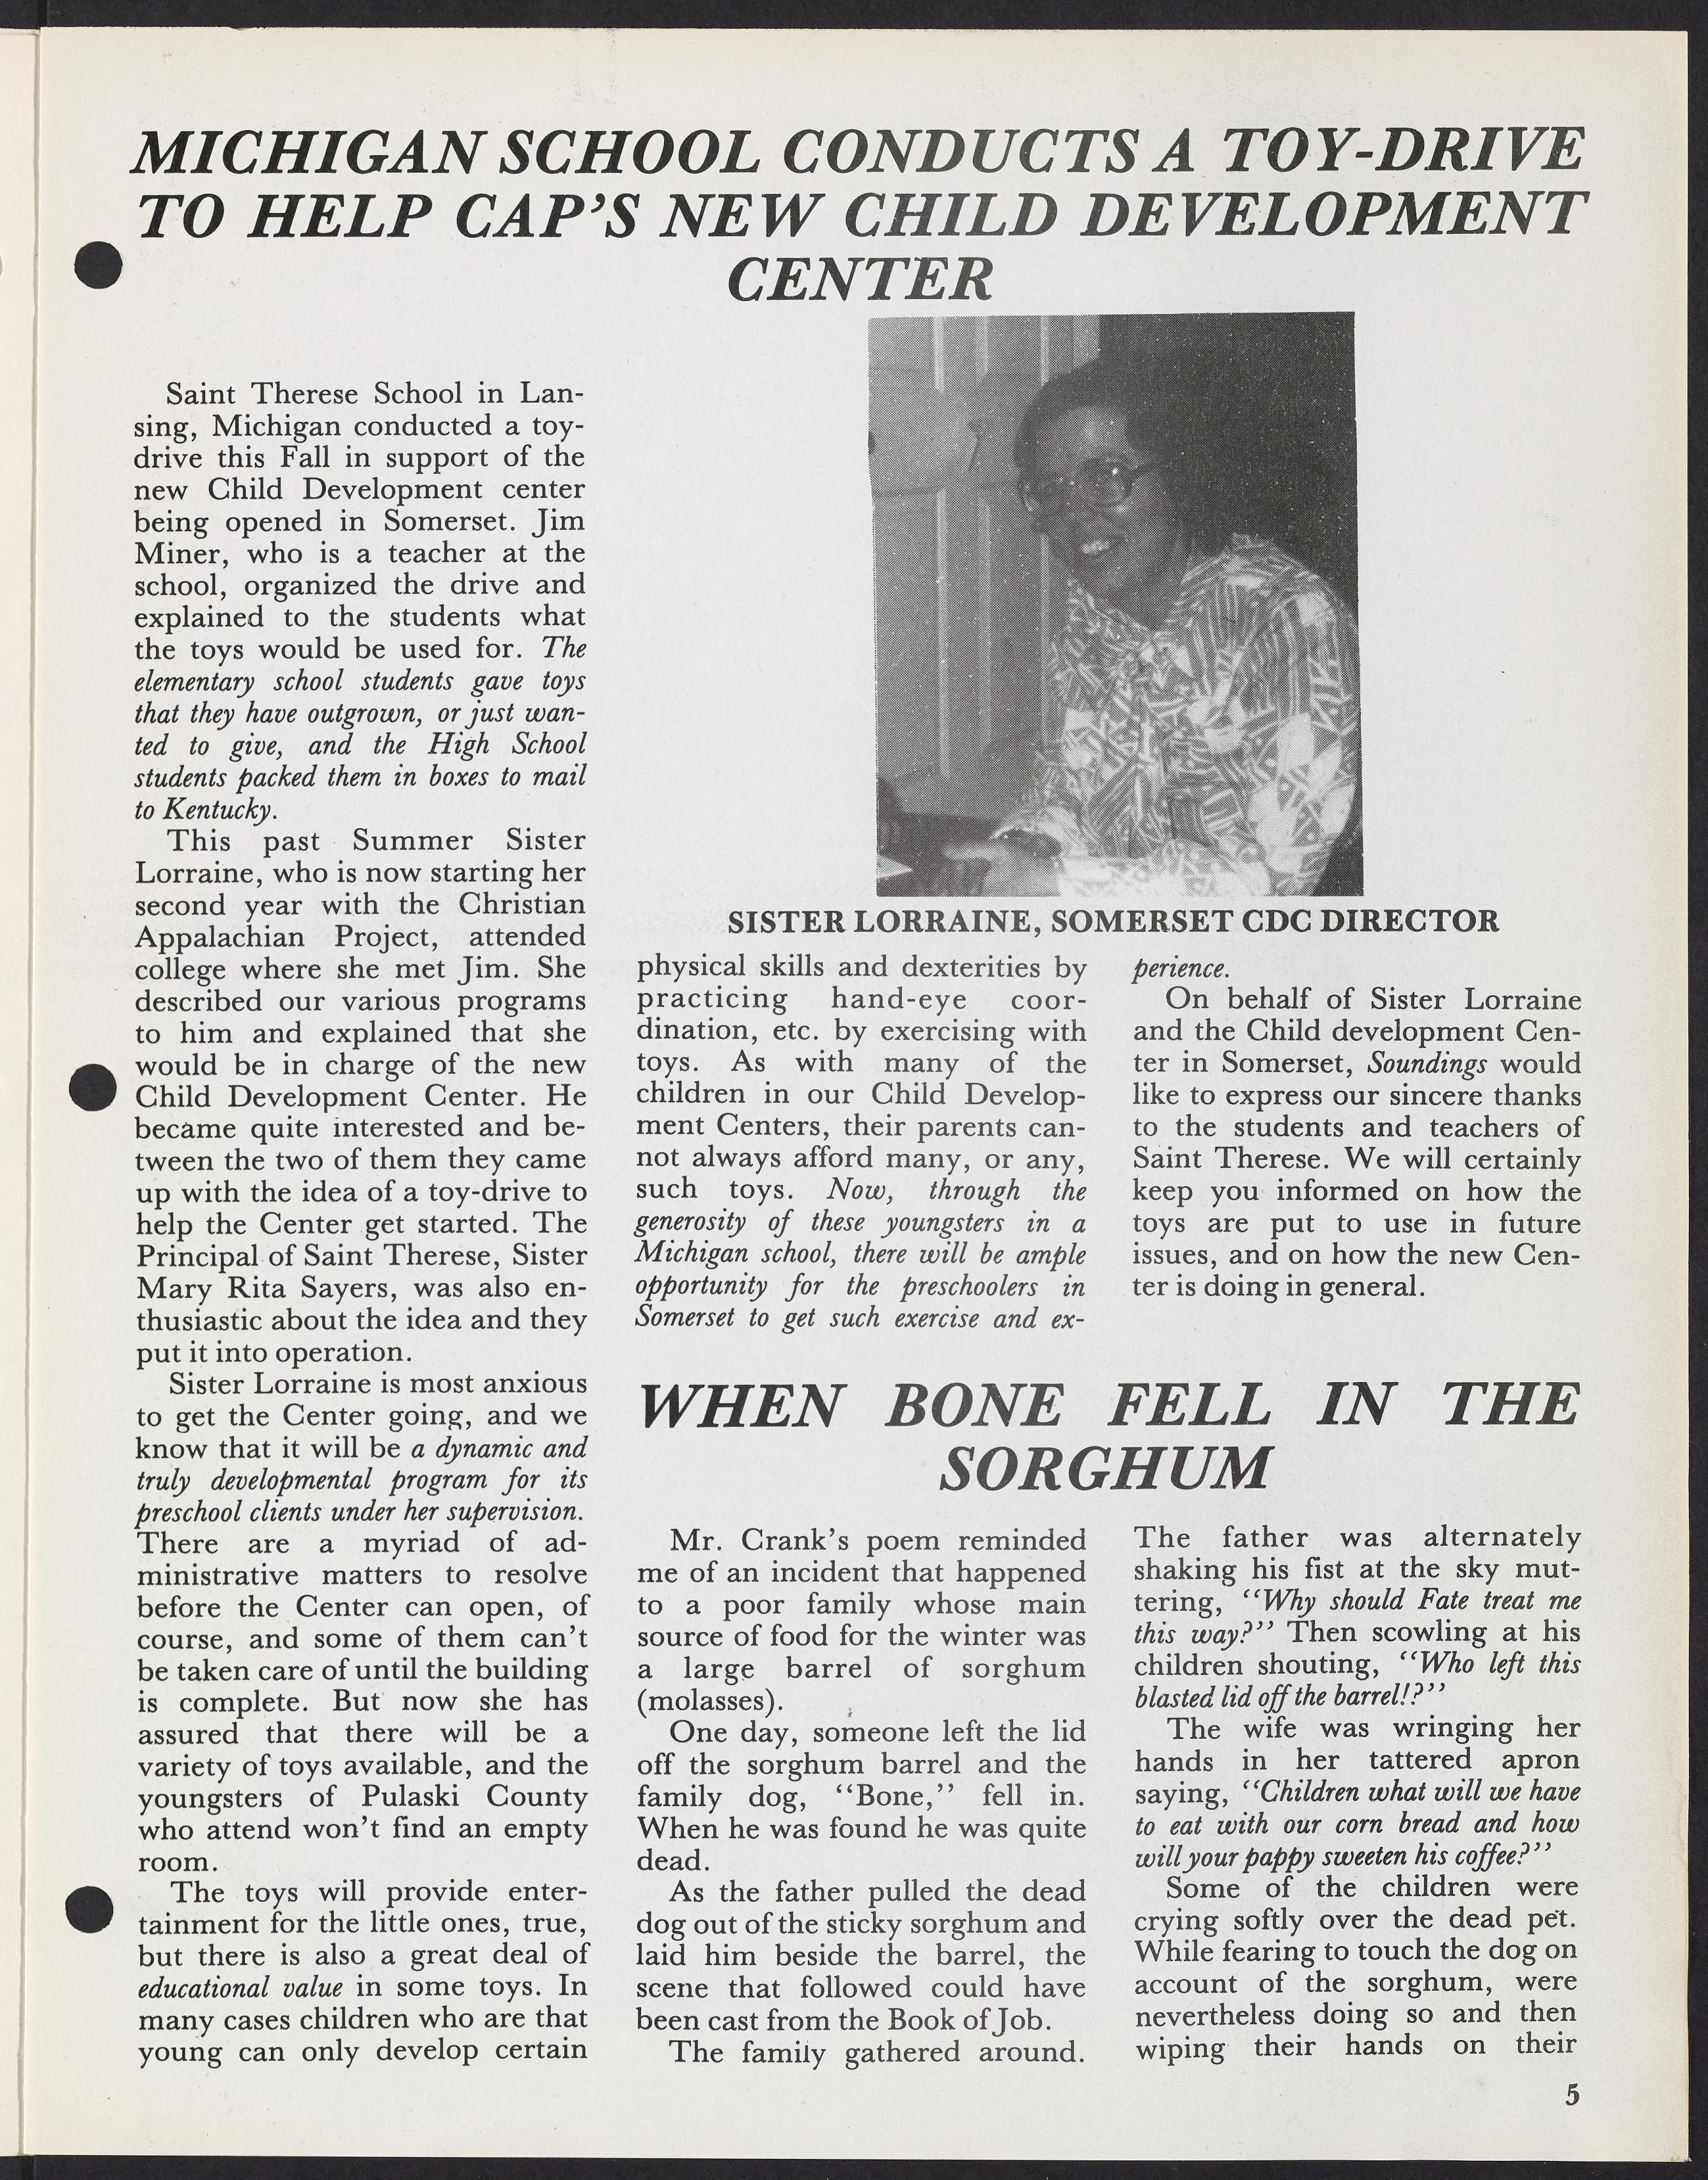 MICHIGAN SCHOOL CONDUCTS A TOY-DRIVE
TO HELP CAP'S NEW CHILD DEVELOPMENT
CENTER
Saint Therese School in Lan-
sing, Michigan conducted a toy-
drive this Fall in support of the
new Child Development center
being opened in Somerset. Jim
Miner, who is a teacher at the
school, organized the drive and
explained to the students what
the toys would be used for. The
elementary school students gave toys
that they have outgrown, or just wan-
ted to give, and the High School
students packed them in boxes to mail
to Kentucky.
This past Summer Sister
Lorraine, who is now starting her
second year with the Christian
Appalachian Project, attended
college where she met Jim. She
described our various programs
to him and explained that she
would be in charge of the new
Child Development Center. He
became quite interested and be-
tween the two of them they came
up with the idea of a toy-drive to
help the Center get started. The
Principal of Saint Therese, Sister
Mary Rita Sayers, was also en-
thusiastic about the idea and they
put it into operation.
Sister Lorraine is most anxious
to get the Center going, and we
know that it will be a dynamic and
truly developmental program for its
preschool clients under her supervision.
There are a myriad of ad-
ministrative matters to resolve
before the Center can open, of
course, and some of them can't
be taken care of until the building
is complete. But now she has
assured that there will be a
variety of toys available, and the
youngsters of Pulaski County
who attend won't find an empty
room.
The toys will provide enter-
tainment for the little ones, true,
but there is also a great deal of
educational value in some toys. In
many cases children who are that
young can only develop certain
SISTER LORRAINE, SOMERSET CDC DIRECTOR
physical skills and dexterities by
practicing hand-eye coor-
dination, etc. by exercising with
toys. As with many of the
children in our Child Develop-
ment Centers, their parents can-
not always afford many, or any,
such toys. Now, through the
generosity of these youngsters in a
Michigan school, there will be ample
opportunity for the preschoolers in
Somerset to get such exercise and ex-
perience.
On behalf of Sister Lorraine
and the Child development Cen-
ter in Somerset, Soundings would
like to express our sincere thanks
to the students and teachers of
Saint Therese. We will certainly
keep you informed on how the
toys are put to use in future
issues, and on how the new Cen-
ter is doing in general.
WHEN BONE FELL IN THE
SORGHUM
Mr. Crank's poem reminded
me of an incident that happened
to a poor family whose main
source of food for the winter was
a large barrel of sorghum
(molasses).
One day, someone left the lid
off the sorghum barrel and the
family dog, "Bone," fell in.
When he was found he was quite
dead.
As the father pulled the dead
dog out of the sticky sorghum and
laid him beside the barrel, the
scene that followed could have
been cast from the Book of Job.
The family gathered around.
The father was alternately
shaking his fist at the sky mut-
tering, "Why should Fate treat me
this way?" Then scowling at his
children shouting, "Who left this
blasted lid off the barrel!?"
The wife was wringing her
hands in her tattered apron
saying, "Children what will we have
to eat with our corn bread and how
will your pappy sweeten his coffee?"
Some of the children were
crying softly over the dead pet.
While fearing to touch the dog on
account of the sorghum, were
nevertheless doing so and then
wiping their hands on their
5